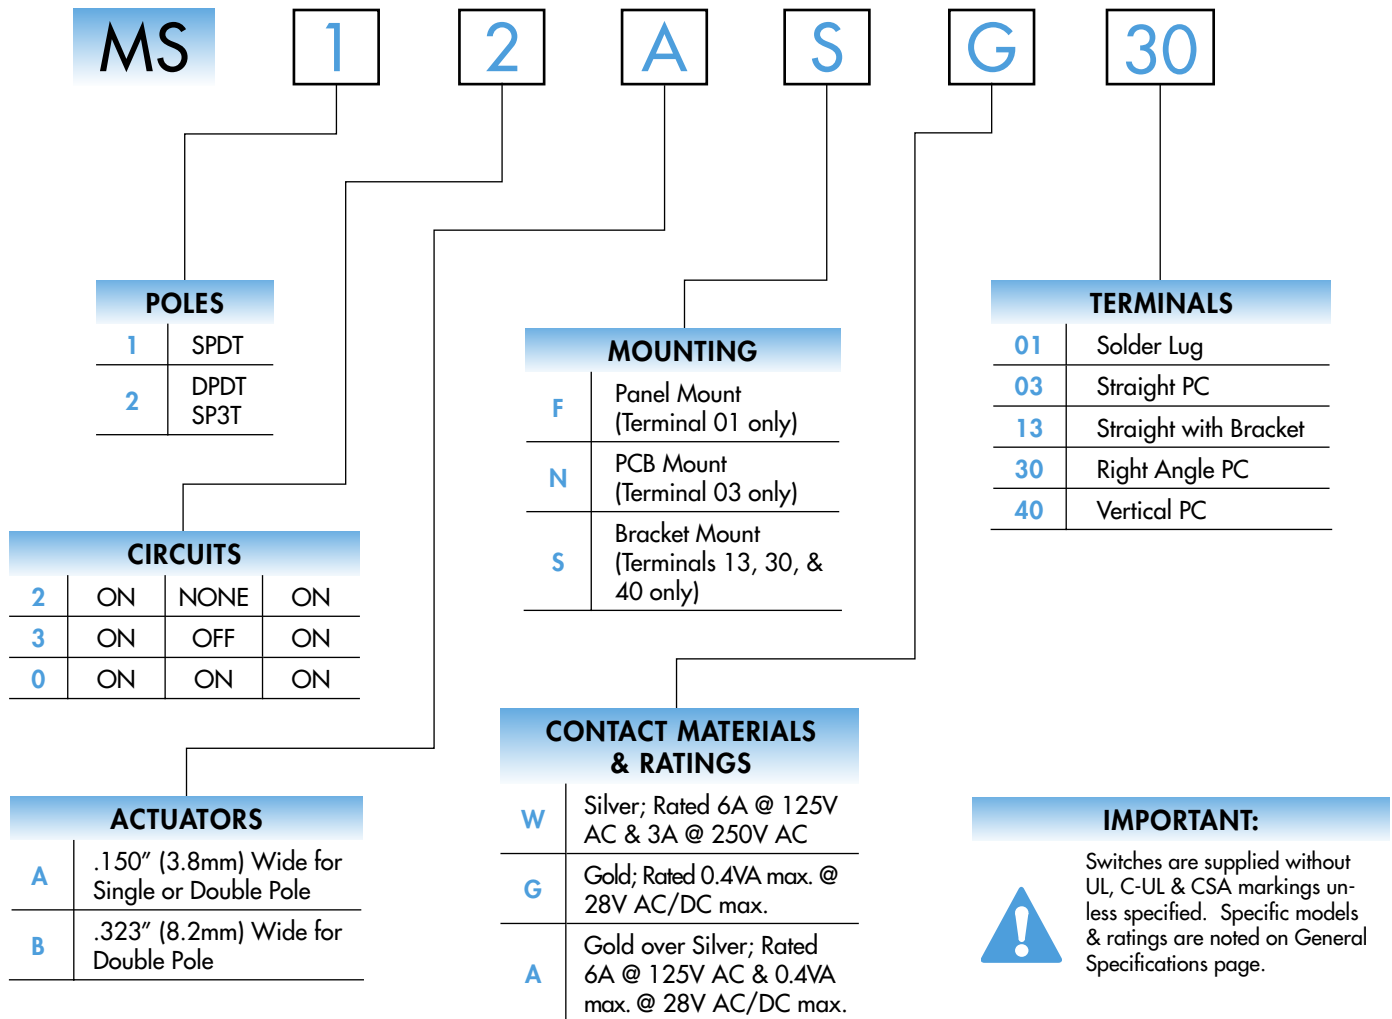 MS 1 2 A S G 30
POLES
1 SPDT
2 DPDT
SP3T
CIRCUITS
2 ON NONE ON
3 ON OFF ON
0 ON ON ON
ACTUATORS
A .150” (3.8mm) Wide for
Single or Double Pole
B .323” (8.2mm) Wide for
Double Pole
MOUNTING
F Panel Mount
(Terminal 01 only)
N PCB Mount
(Terminal 03 only)
S Bracket Mount
(Terminals 13, 30, &
40 only)
CONTACT MATERIALS
& RATINGS
W Silver; Rated 6A @ 125V
AC & 3A @ 250V AC
G Gold; Rated 0.4VA max. @
28V AC/DC max.
A Gold over Silver; Rated
6A @ 125V AC & 0.4VA
max. @ 28V AC/DC max.
TERMINALS
01 Solder Lug
03 Straight PC
13 Straight with Bracket
30 Right Angle PC
40 Vertical PC
IMPORTANT:
Switches are supplied without
UL, C-UL & CSA markings un-
less specified. Specific models
& ratings are noted on General
Specifications page.